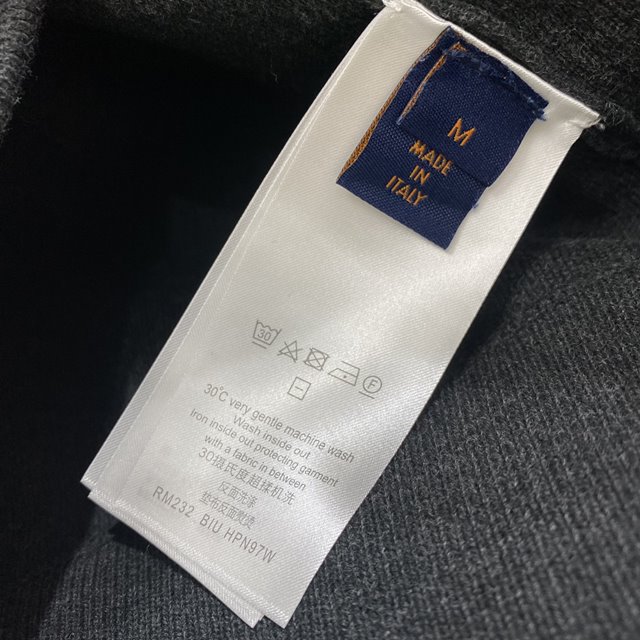 M
MADE
IN
ITALY
30
F
30°C very gentle machine wash
Wash inside out
Iron inside out protecting garment
with a fabric in between
30摄氏度超揉机洗
反面洗涤
垫布反面熨烫
RM232 BIU HPN97W